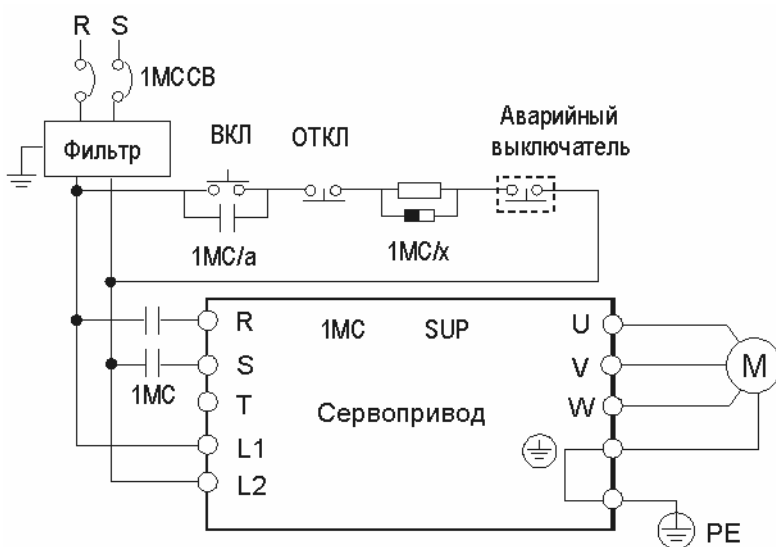 R S
1MCCB
Фильтр
ВКЛ
ОТКЛ
Аварийный
выключатель
1MC/a
1MC/x
R
1MC
SUP
U
S
V
M
1MC
T
Сервопривод
W
L1
L2
PE